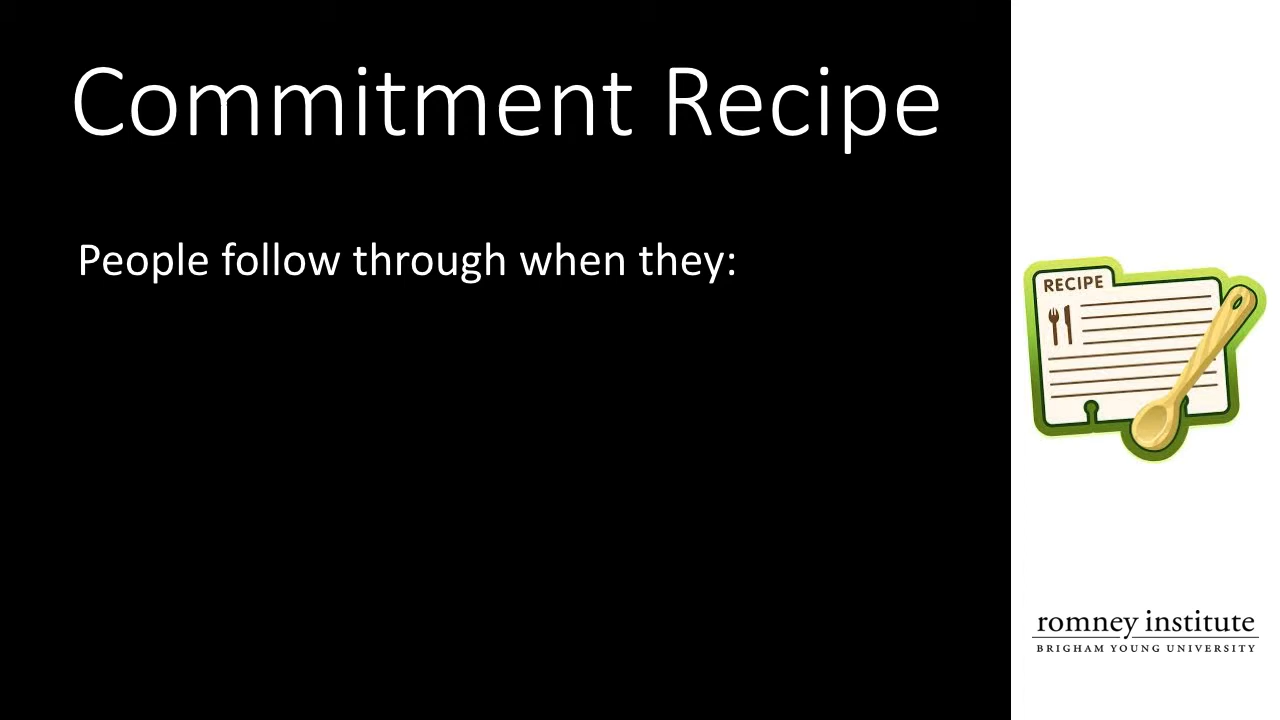 Commitment Recipe
People follow through when they:
RECIPE
romney institute
BRIGHAM YOUNG UNIVERSITY